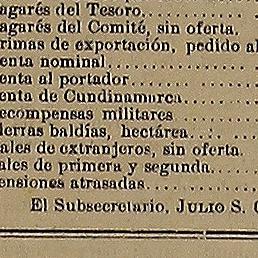 agarés del Tesoro
agarés del Comité, sin oferta.
rimas de exportación, pedido al
enta nominal
enta al portador
enta de Cundinamarca
ecompensas militares
ierras baldías, hectárea
ales de extranjeros, sin oferta.
ales de primera y segunda
ensiones atrasadas
El Subsecretario, JULIO S. C